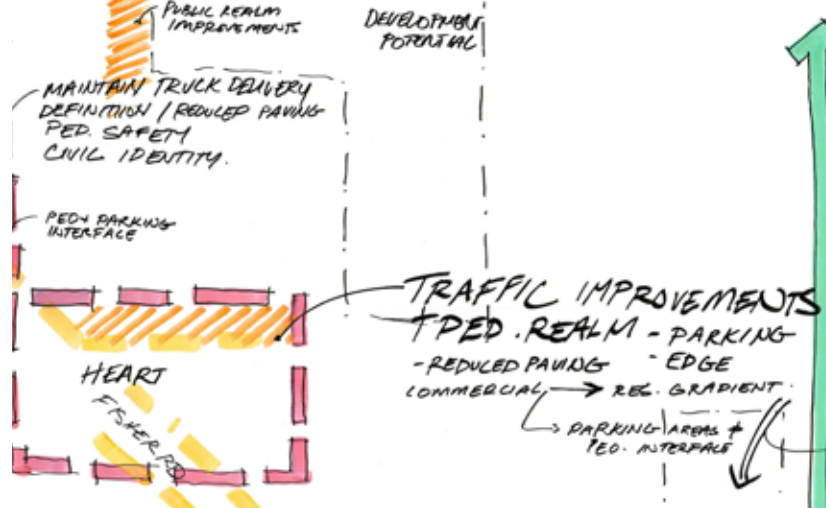 PUBLIC REALM
IMPROVEMENTS
DEVELOPMENT
POTENTIAL
MAINTAIN TRUCK DELIVERY
DEFINITION / REDUCED PAVING
PED. SAFETY
CIVIL IDENTITY.
PED+ PARKING
INTERFACE
TRAFFIC IMPROVEMENTS
+ PED. REALM - PARKING
- REDUCED PAVING - EDGE
COMMERCIAL → RES. GRADIENT.
PARKING AREAS +
PED. INTERFACE
HEART
FISHER RD